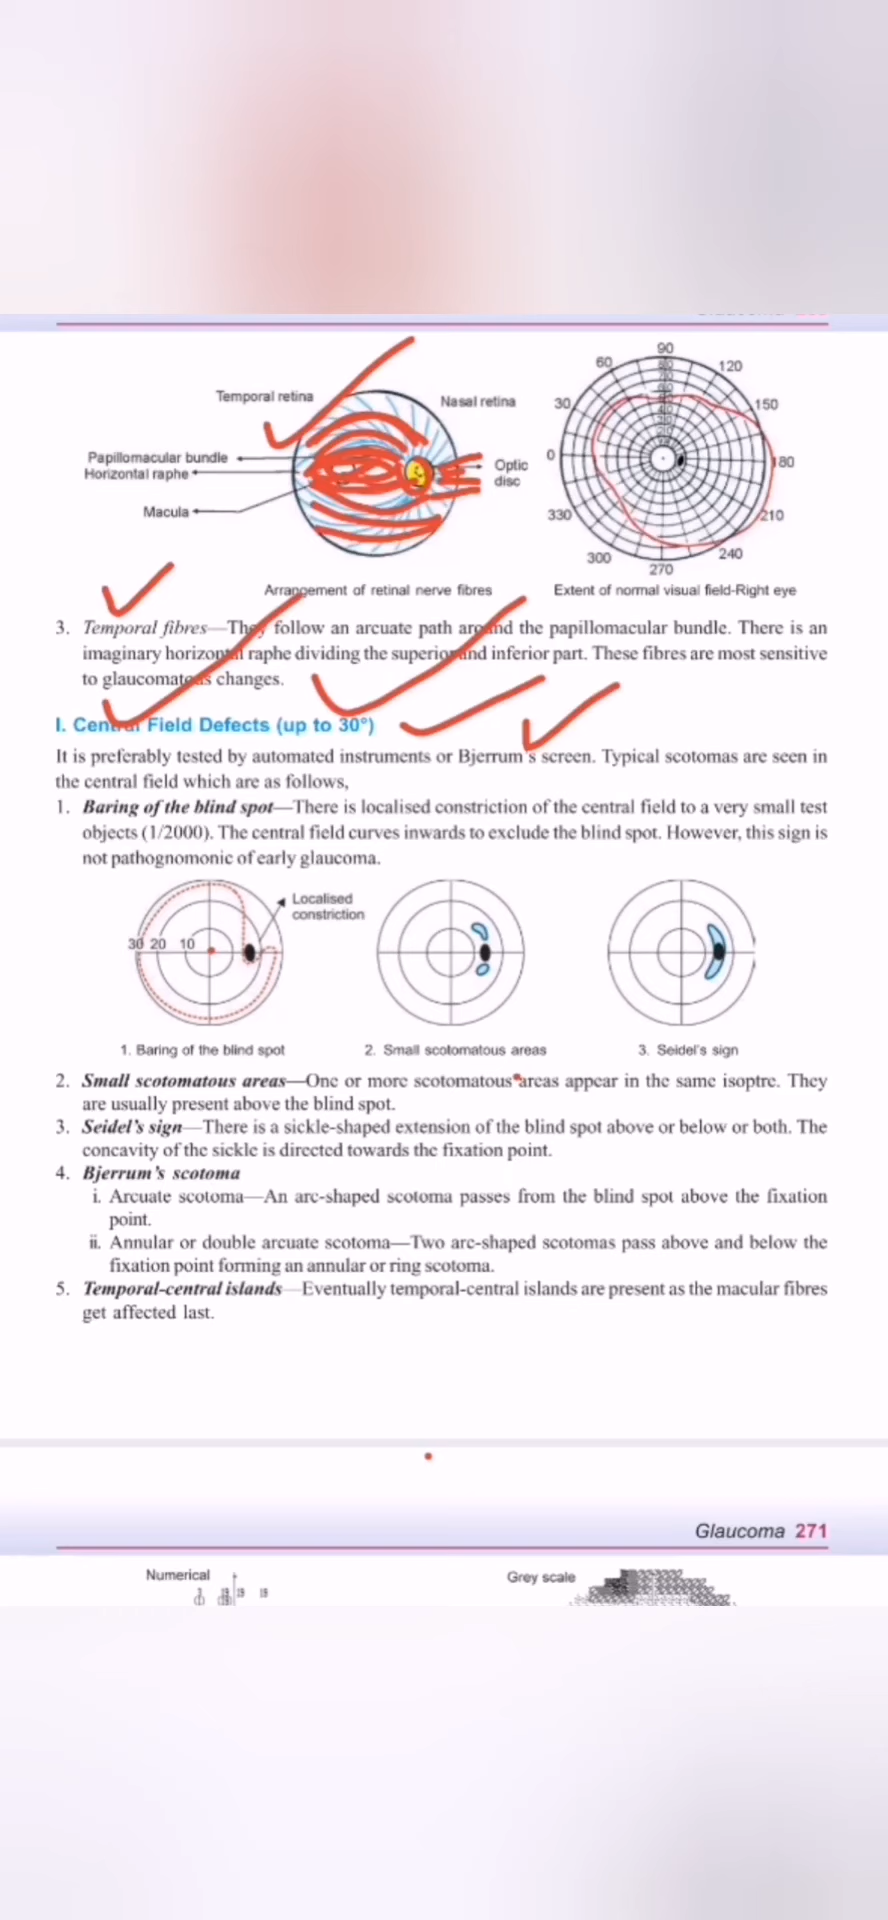 Temporal retina
Nasal retina
Papillomacular bundle
Horizontal raphe
Macula
Optic
disc
90
60
120
30
150
0
180
330
210
300
240
270
Arrangement of retinal nerve fibres
Extent of normal visual field-Right eye
3. Temporal fibres—They follow an arcuate path around the papillomacular bundle. There is an
imaginary horizontal raphe dividing the superior and inferior part. These fibres are most sensitive
to glaucomatous changes.
I. Central Field Defects (up to 30°)
It is preferably tested by automated instruments or Bjerrum's screen. Typical scotomas are seen in
the central field which are as follows,
1. Baring of the blind spot—There is localised constriction of the central field to a very small test
objects (1/2000). The central field curves inwards to exclude the blind spot. However, this sign is
not pathognomonic of early glaucoma.
Localised
constriction
30 20 10
1. Baring of the blind spot
2. Small scotomatous areas
3. Seidel's sign
2. Small scotomatous areas—One or more scotomatous areas appear in the same isoptre. They
are usually present above the blind spot.
3. Seidel's sign—There is a sickle-shaped extension of the blind spot above or below or both. The
concavity of the sickle is directed towards the fixation point.
4. Bjerrum's scotoma
i. Arcuate scotoma—An arc-shaped scotoma passes from the blind spot above the fixation
point.
ii. Annular or double arcuate scotoma—Two arc-shaped scotomas pass above and below the
fixation point forming an annular or ring scotoma.
5. Temporal-central islands—Eventually temporal-central islands are present as the macular fibres
get affected last.
Glaucoma 271
Numerical
Grey scale